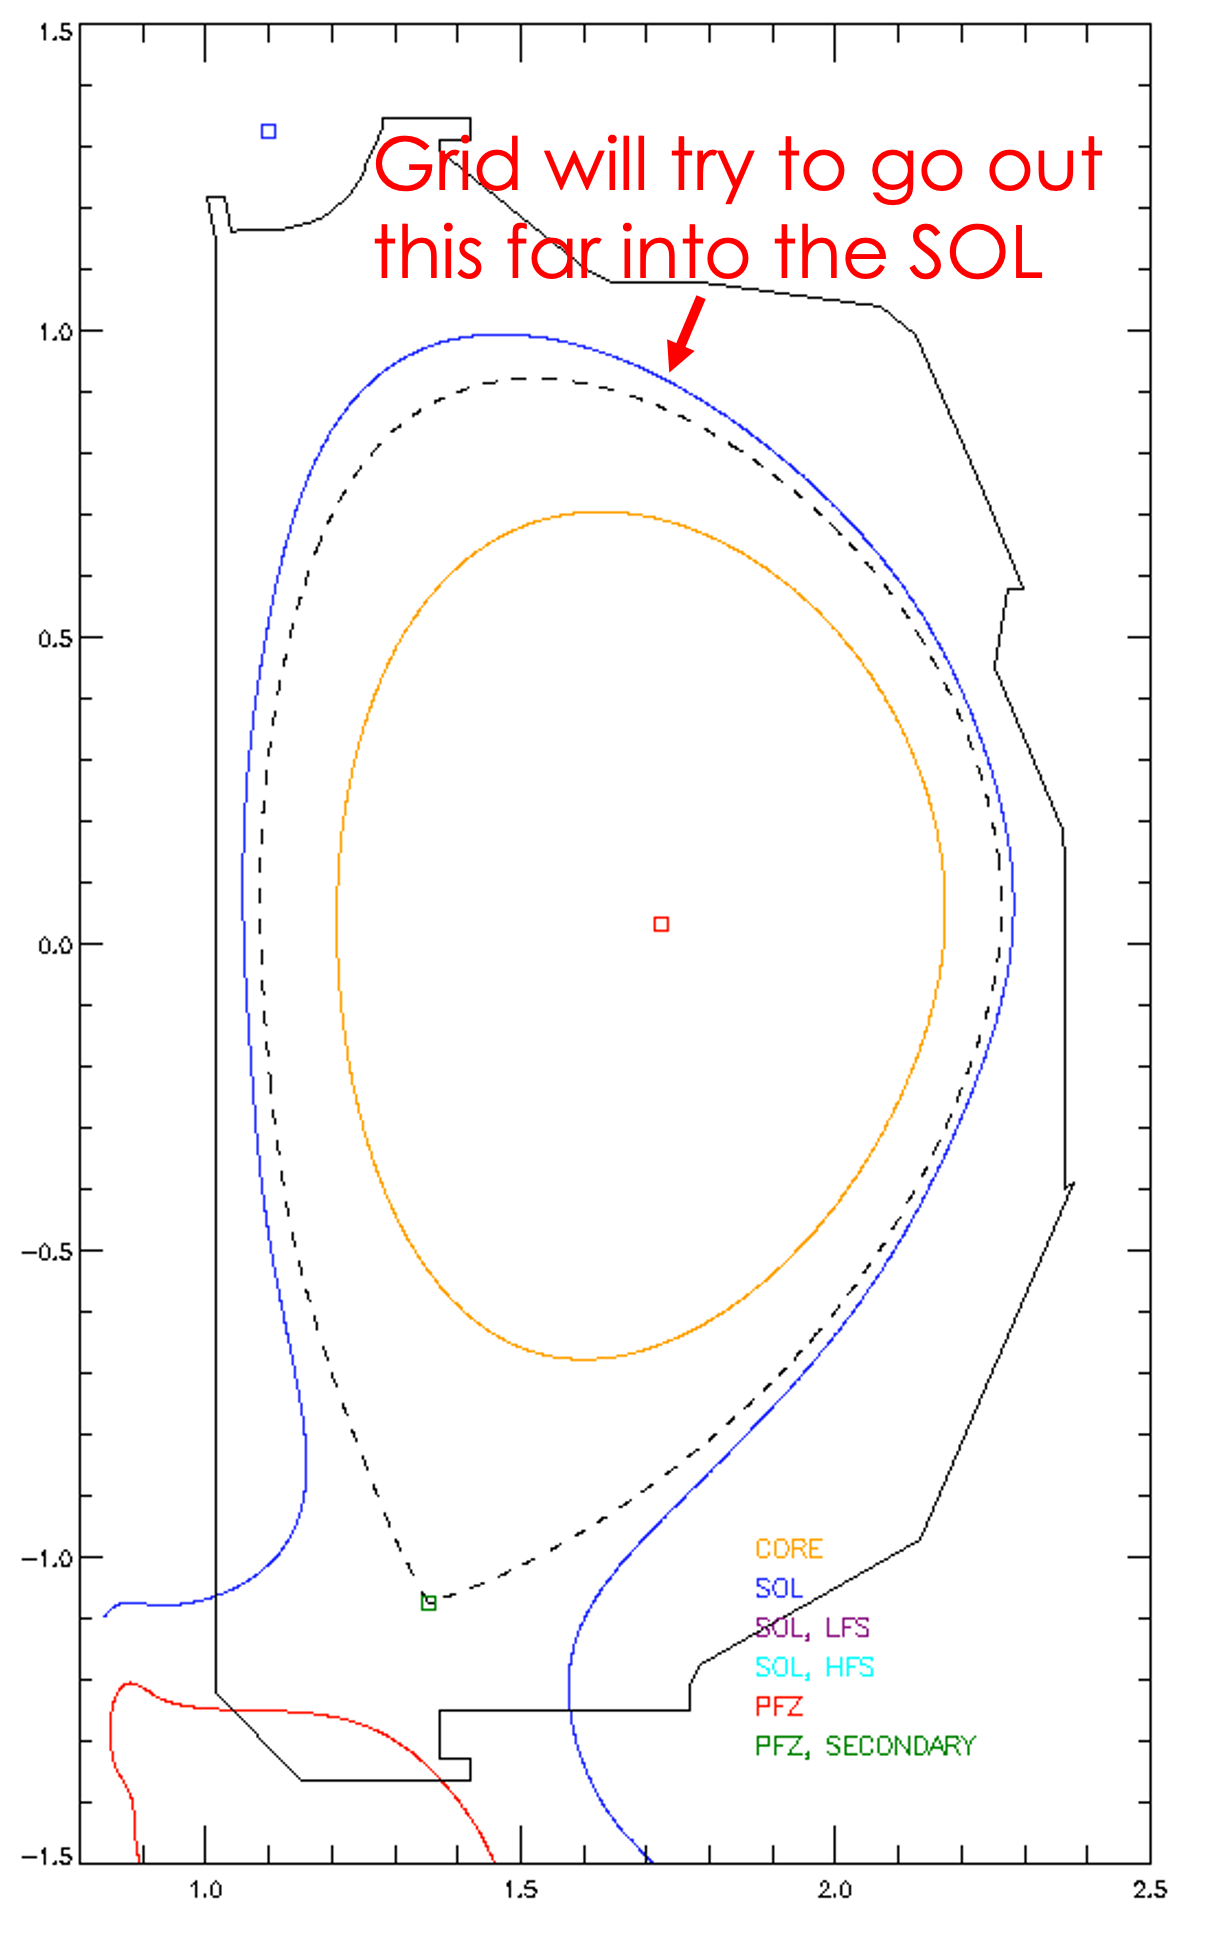 1.5
Grid will try to go out
this far into the SOL
1.0
0.5
0.0
-0.5
-1.0
CORE
SOL
SOL, LFS
SOL, HFS
PFZ
PFZ, SECONDARY
-1.5
1.0 1.5 2.0 2.5